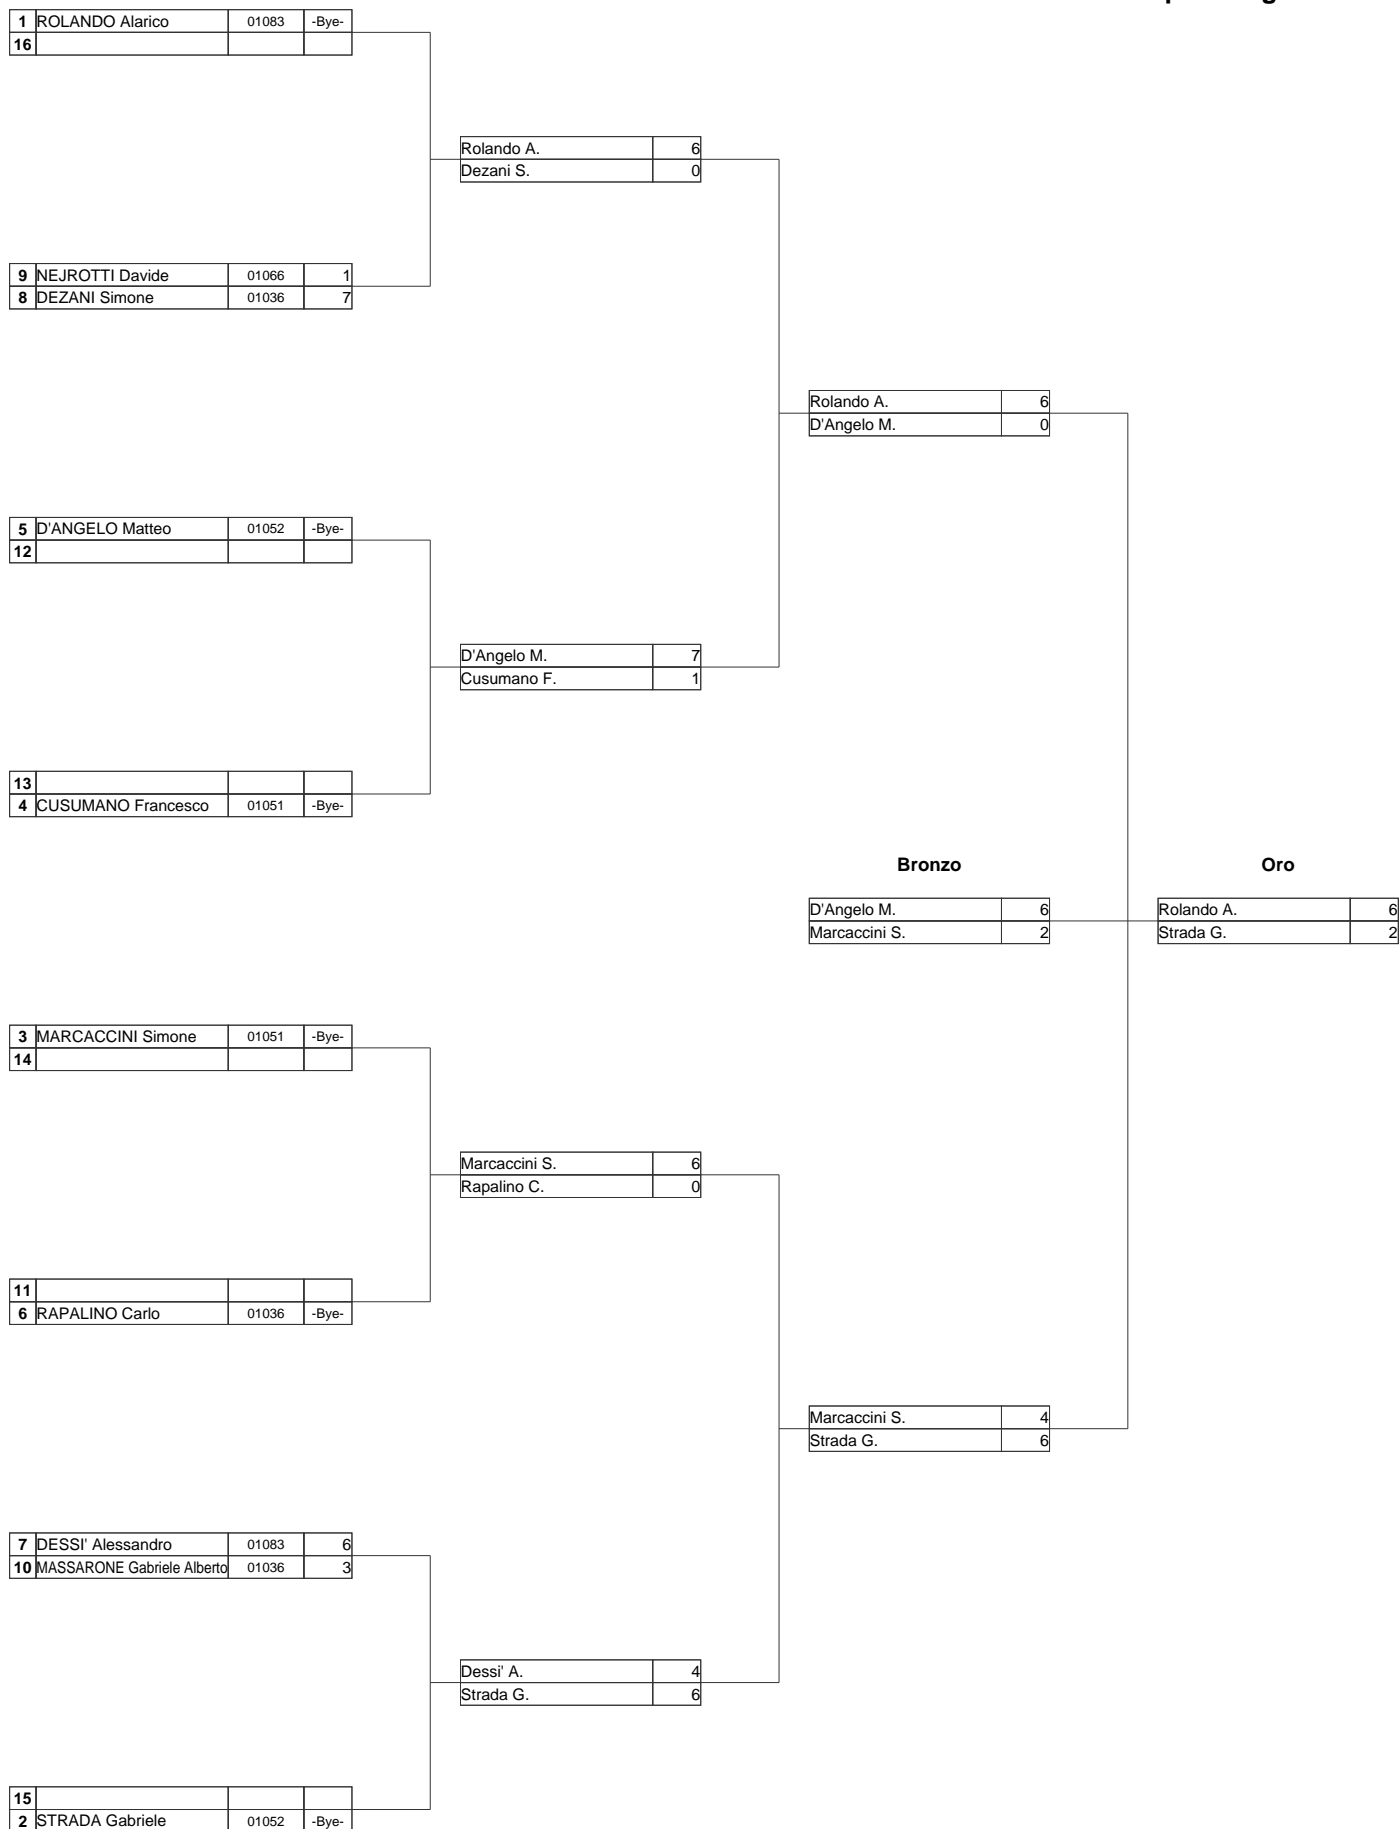 1 ROLANDO Alarico 01083 -Bye-
16
Rolando A. 6
Dezani S. 0
9 NEJROTTI Davide 01066 1
8 DEZANI Simone 01036 7
Rolando A. 6
D'Angelo M. 0
5 D'ANGELO Matteo 01052 -Bye-
12
D'Angelo M. 7
Cusumano F. 1
13
4 CUSUMANO Francesco 01051 -Bye-
Bronzo Oro
D'Angelo M. 6 Rolando A. 6
Marcaccini S. 2 Strada G. 2
3 MARCACCINI Simone 01051 -Bye-
14
Marcaccini S. 6
Rapalino C. 0
11
6 RAPALINO Carlo 01036 -Bye-
Marcaccini S. 4
Strada G. 6
7 DESSI' Alessandro 01083 6
10 MASSARONE Gabriele Alberto 01036 3
Dessi' A. 4
Strada G. 6
15
2 STRADA Gabriele 01052 -Bye-